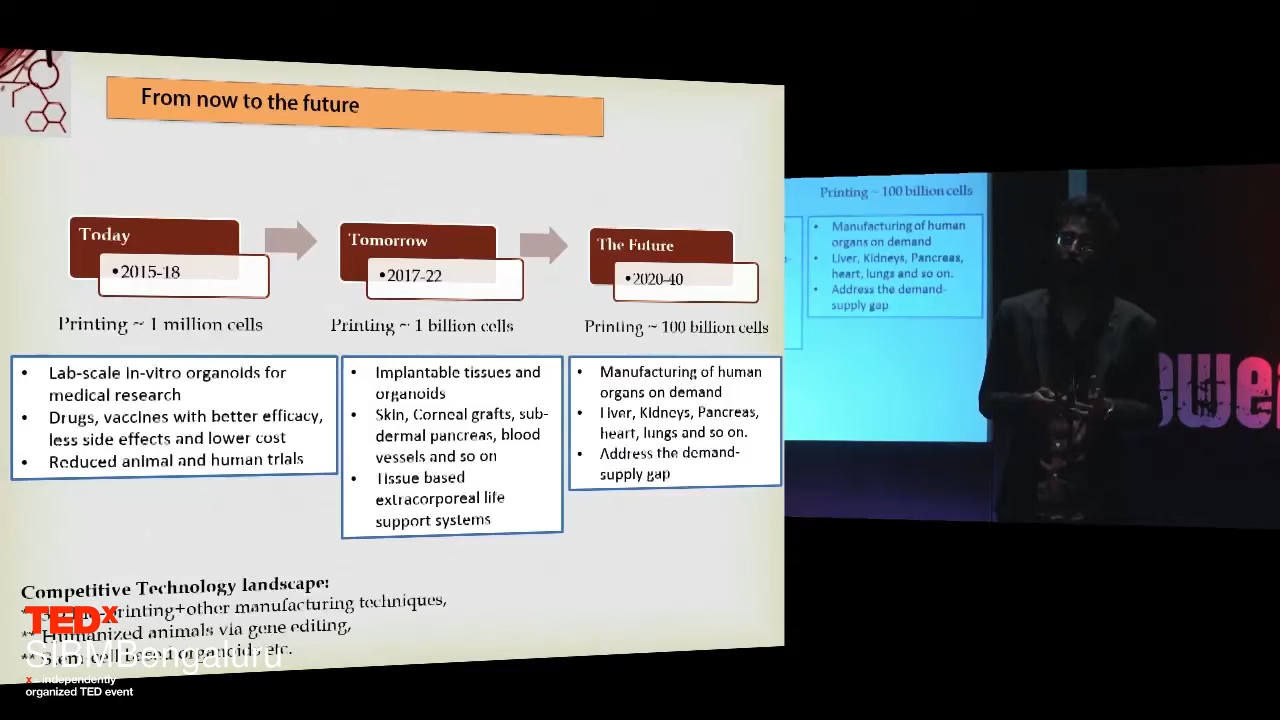 From now to the future
Today
•2015-18
Tomorrow
•2017-22
The Future
•2020-40
Printing ~ 1 million cells
Printing ~ 1 billion cells
Printing ~ 100 billion cells
• Lab-scale in-vitro organoids for
medical research
• Drugs, vaccines with better efficacy,
less side effects and lower cost
• Reduced animal and human trials
• Implantable tissues and
organoids
• Skin, Corneal grafts, sub-
dermal pancreas, blood
vessels and so on
• Tissue based
extracorporeal life
support systems
• Manufacturing of human
organs on demand
• Liver, Kidneys, Pancreas,
heart, lungs and so on.
• Address the demand-
supply gap
Competitive Technology landscape:
printing+other manufacturing techniques,
** Humanized animals via gene editing,
** Stem cell based organoids etc.
TEDx
SIBMBengaluru
x = independently
organized TED event
Printing ~ 100 billion cells
• Manufacturing of human
organs on demand
• Liver, Kidneys, Pancreas,
heart, lungs and so on.
• Address the demand-
supply gap